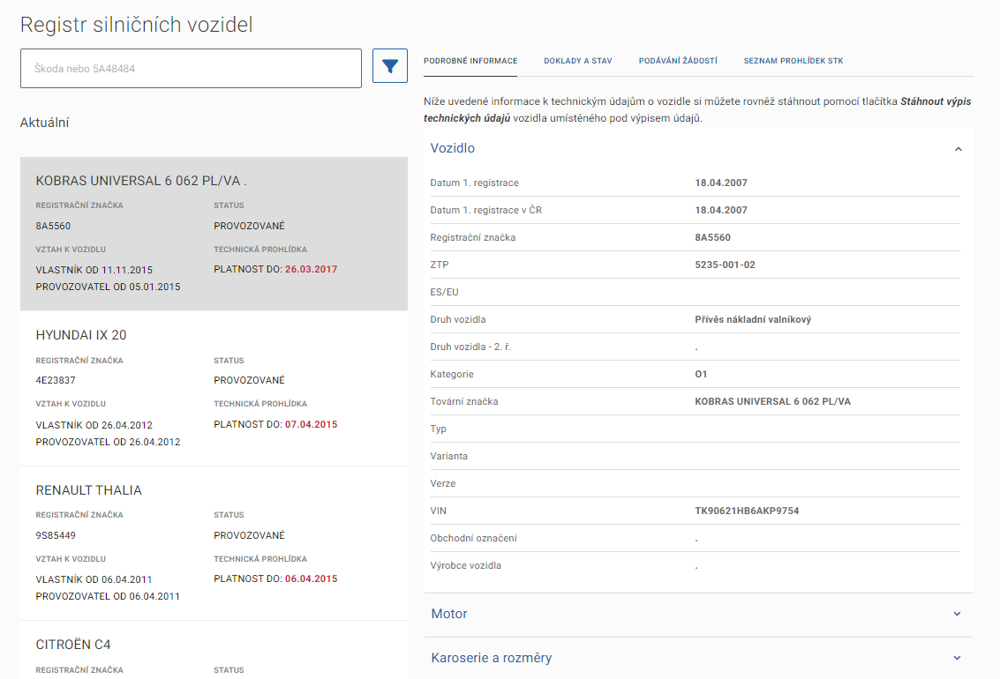 Registr silničních vozidel
Škoda nebo 5A48484
Aktuální
KOBRAS UNIVERSAL 6 062 PL/VA .
REGISTRAČNÍ ZNAČKA STATUS
8A5560 PROVOZOVANÉ
VZTAH K VOZIDLU TECHNICKÁ PROHLÍDKA
VLASTNÍK OD 11.11.2015 PLATNOST DO: 26.03.2017
PROVOZOVATEL OD 05.01.2015
HYUNDAI IX 20
REGISTRAČNÍ ZNAČKA STATUS
4E23837 PROVOZOVANÉ
VZTAH K VOZIDLU TECHNICKÁ PROHLÍDKA
VLASTNÍK OD 26.04.2012 PLATNOST DO: 07.04.2015
PROVOZOVATEL OD 26.04.2012
RENAULT THALIA
REGISTRAČNÍ ZNAČKA STATUS
9S85449 PROVOZOVANÉ
VZTAH K VOZIDLU TECHNICKÁ PROHLÍDKA
VLASTNÍK OD 06.04.2011 PLATNOST DO: 06.04.2015
PROVOZOVATEL OD 06.04.2011
CITROËN C4
REGISTRAČNÍ ZNAČKA STATUS
PODROBNÉ INFORMACE DOKLADY A STAV PODÁVÁNÍ ŽÁDOSTÍ SEZNAM PROHLÍDEK STK
Níže uvedené informace k technickým údajům o vozidle si můžete rovněž stáhnout pomocí tlačítka Stáhnout výpis
technických údajů vozidla umístěného pod výpisem údajů.
Vozidlo
Datum 1. registrace 18.04.2007
Datum 1. registrace v ČR 18.04.2007
Registrační značka 8A5560
ZTP 5235-001-02
ES/EU
Druh vozidla Přívěs nákladní valníkový
Druh vozidla - 2. ř. .
Kategorie O1
Tovární značka KOBRAS UNIVERSAL 6 062 PL/VA
Typ
Varianta
Verze
VIN TK90621HB6AKP9754
Obchodní označení .
Výrobce vozidla .
Motor
Karoserie a rozměry